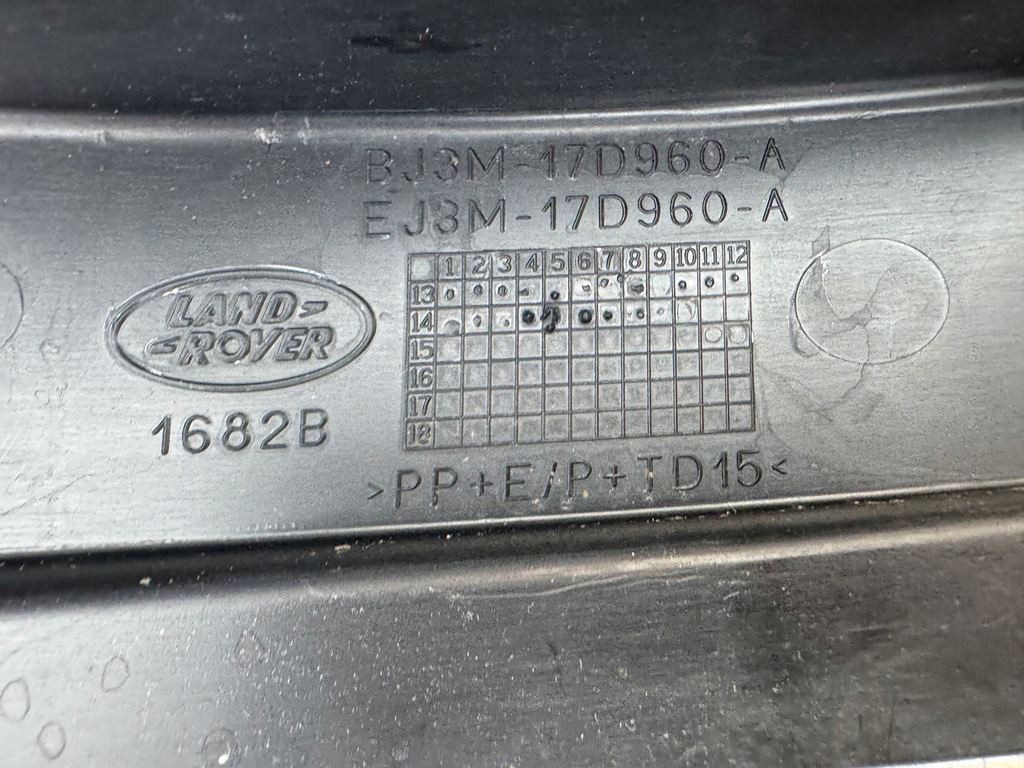 BJ3M-17D960-A
EJ3M-17D960-A
1 2 3 4 5 6 7 8 9 10 11 12
13
14
15
16
17
18
LAND
ROVER
1682B
>PP+E/P+TD15<